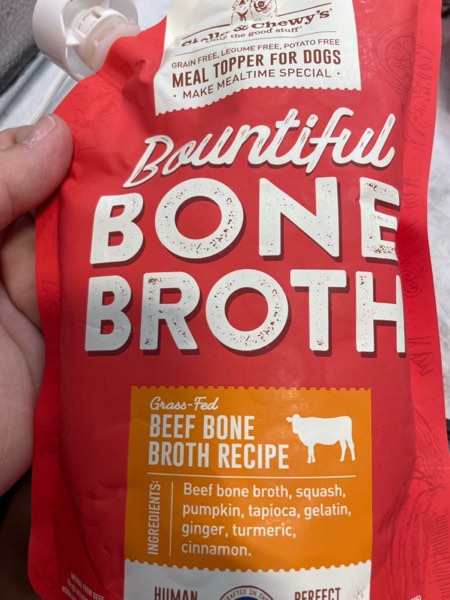 Stella & Chewy's
the good stuff
GRAIN FREE, LEGUME FREE, POTATO FREE
MEAL TOPPER FOR DOGS
· MAKE MEALTIME SPECIAL ·
Bountiful
BONE
BROTH
Grass-Fed
BEEF BONE
BROTH RECIPE
INGREDIENTS:
Beef bone broth, squash,
pumpkin, tapioca, gelatin,
ginger, turmeric,
cinnamon.
HUMAN
CRAFTED IN
PERFECT